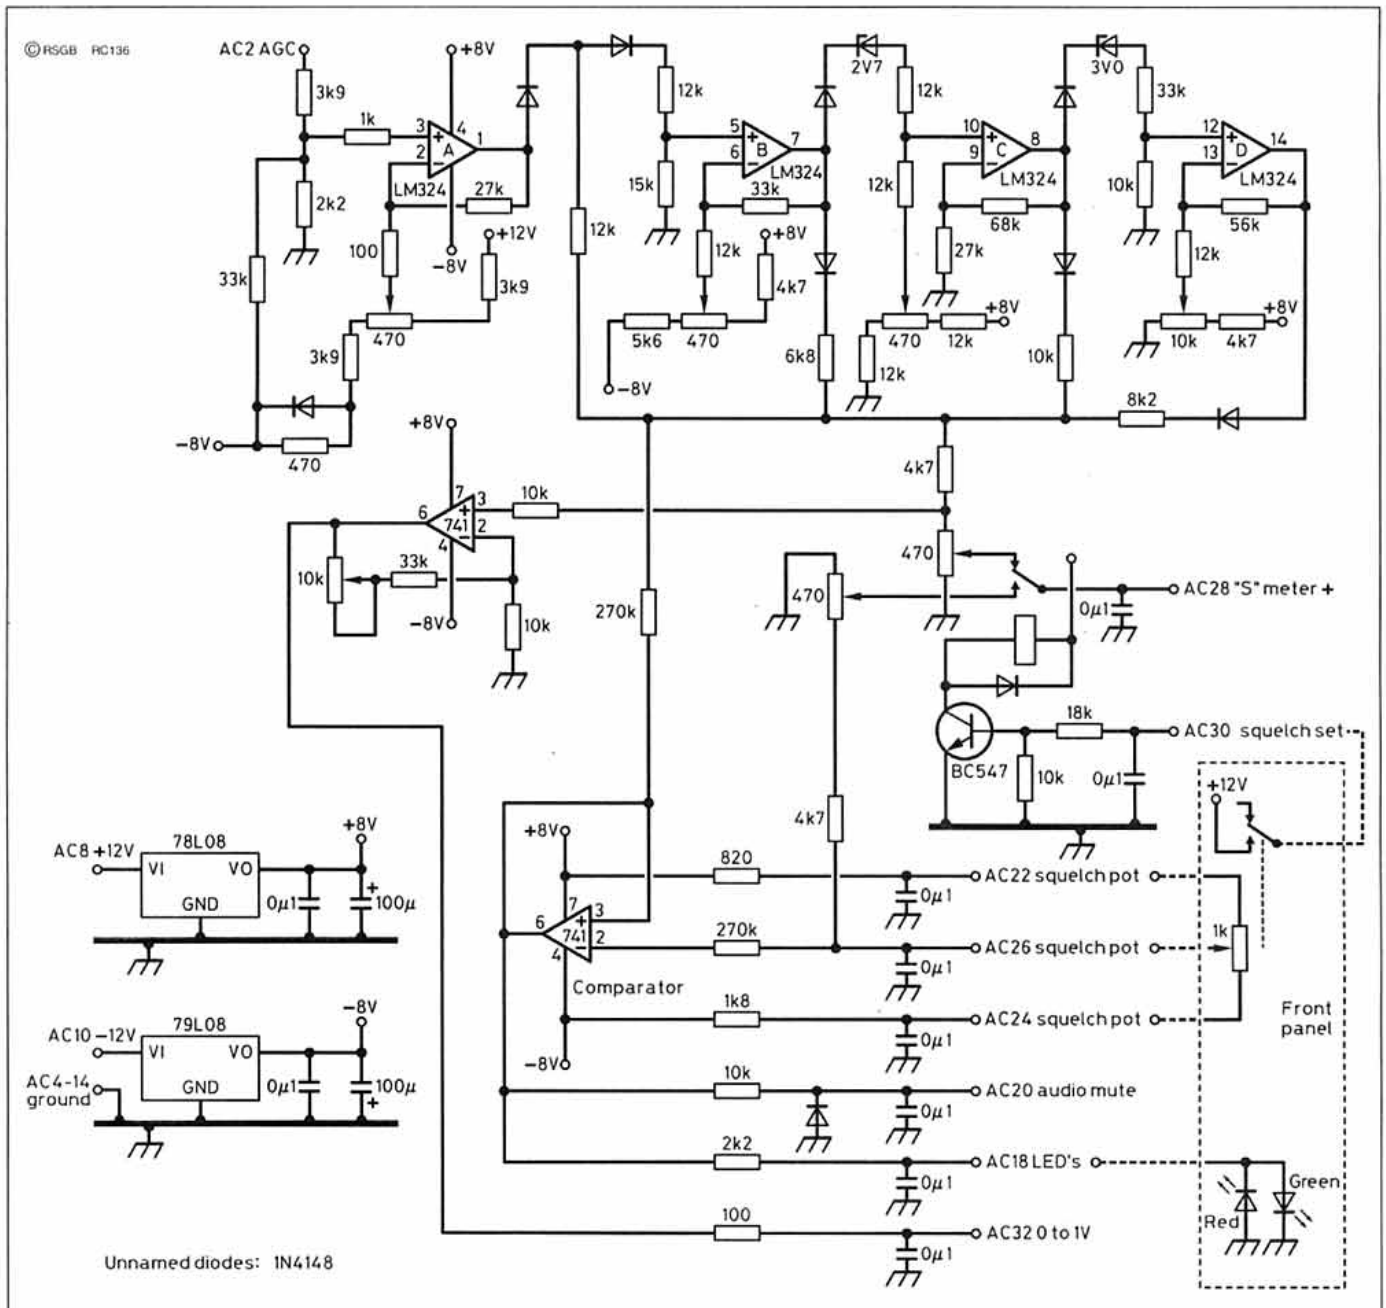 ©RSGB RC136
AC2 AGC
+8V
3k9
1k
3
4
1
2
A
LM324
2k2
27k
100
-8V
+12V
3k9
33k
470
3k9
-8V
470
12k
12k
15k
5
6
7
B
LM324
33k
12k
+8V
4k7
5k6
470
-8V
6k8
2V7
12k
12k
10
9
8
C
LM324
68k
27k
+8V
470
12k
12k
10k
3V0
33k
10k
12
13
14
D
LM324
56k
12k
+8V
10k
4k7
8k2
+8V
6
7
3
741
2
4
10k
10k
33k
-8V
10k
270k
4k7
470
470
AC28 "S" meter +
0µ1
18k
AC30 squelch set
BC547
10k
0µ1
+12V
4k7
78L08
AC8 +12V
VI
VO
GND
+8V
0µ1
+
100µ
79L08
AC10 -12V
VI
VO
GND
-8V
0µ1
100µ
+
AC4-14
ground
+8V
7
6
3
741
2
4
Comparator
-8V
820
AC22 squelch pot
0µ1
270k
AC26 squelch pot
0µ1
1k
1k8
AC24 squelch pot
0µ1
Front
panel
10k
AC20 audio mute
0µ1
2k2
AC18 LED's
0µ1
Green
Red
100
AC32 0 to 1V
0µ1
Unnamed diodes: 1N4148